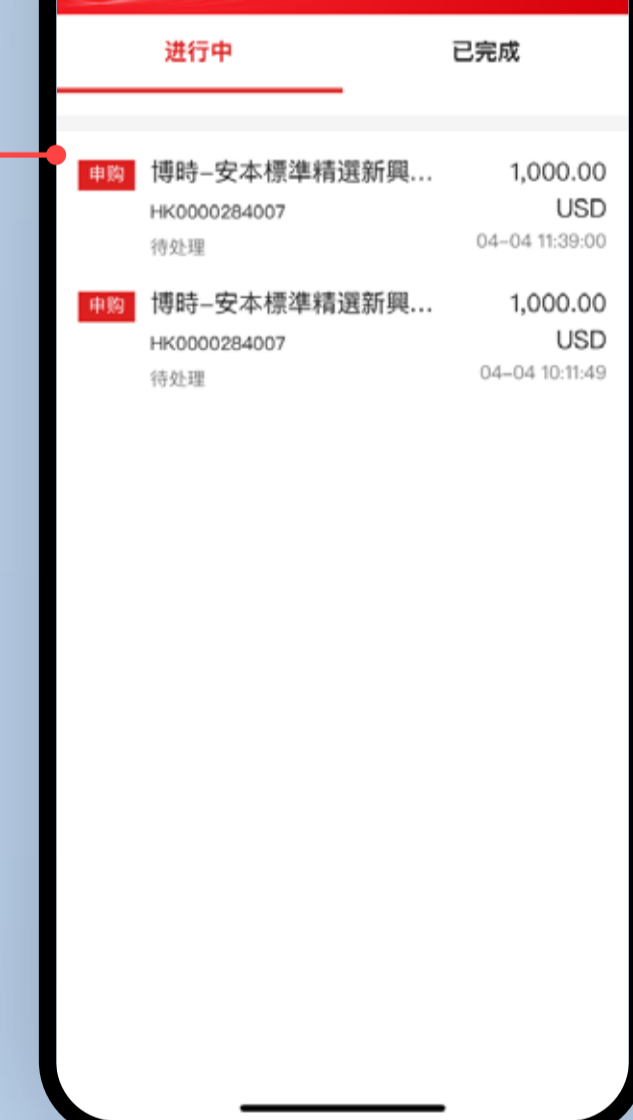 进行中 已完成
申购 博時-安本標準精選新興... 1,000.00
HK0000284007 USD
待处理 04-04 11:39:00
申购 博時-安本標準精選新興... 1,000.00
HK0000284007 USD
待处理 04-04 10:11:49